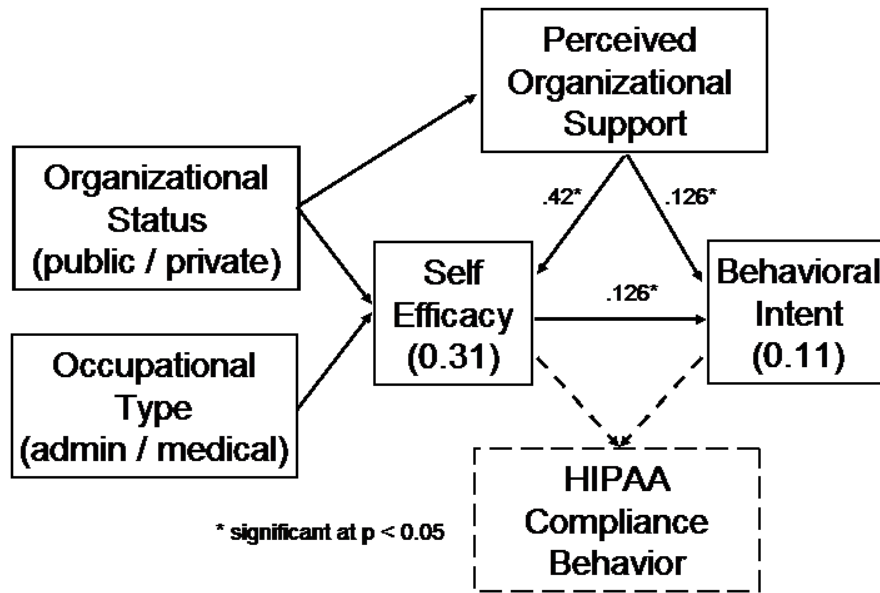 Perceived
Organizational
Support
Organizational
Status
(public / private)
.42*
.126*
Self
Efficacy
(0.31)
.126*
Behavioral
Intent
(0.11)
Occupational
Type
(admin / medical)
HIPAA
Compliance
Behavior
* significant at p < 0.05